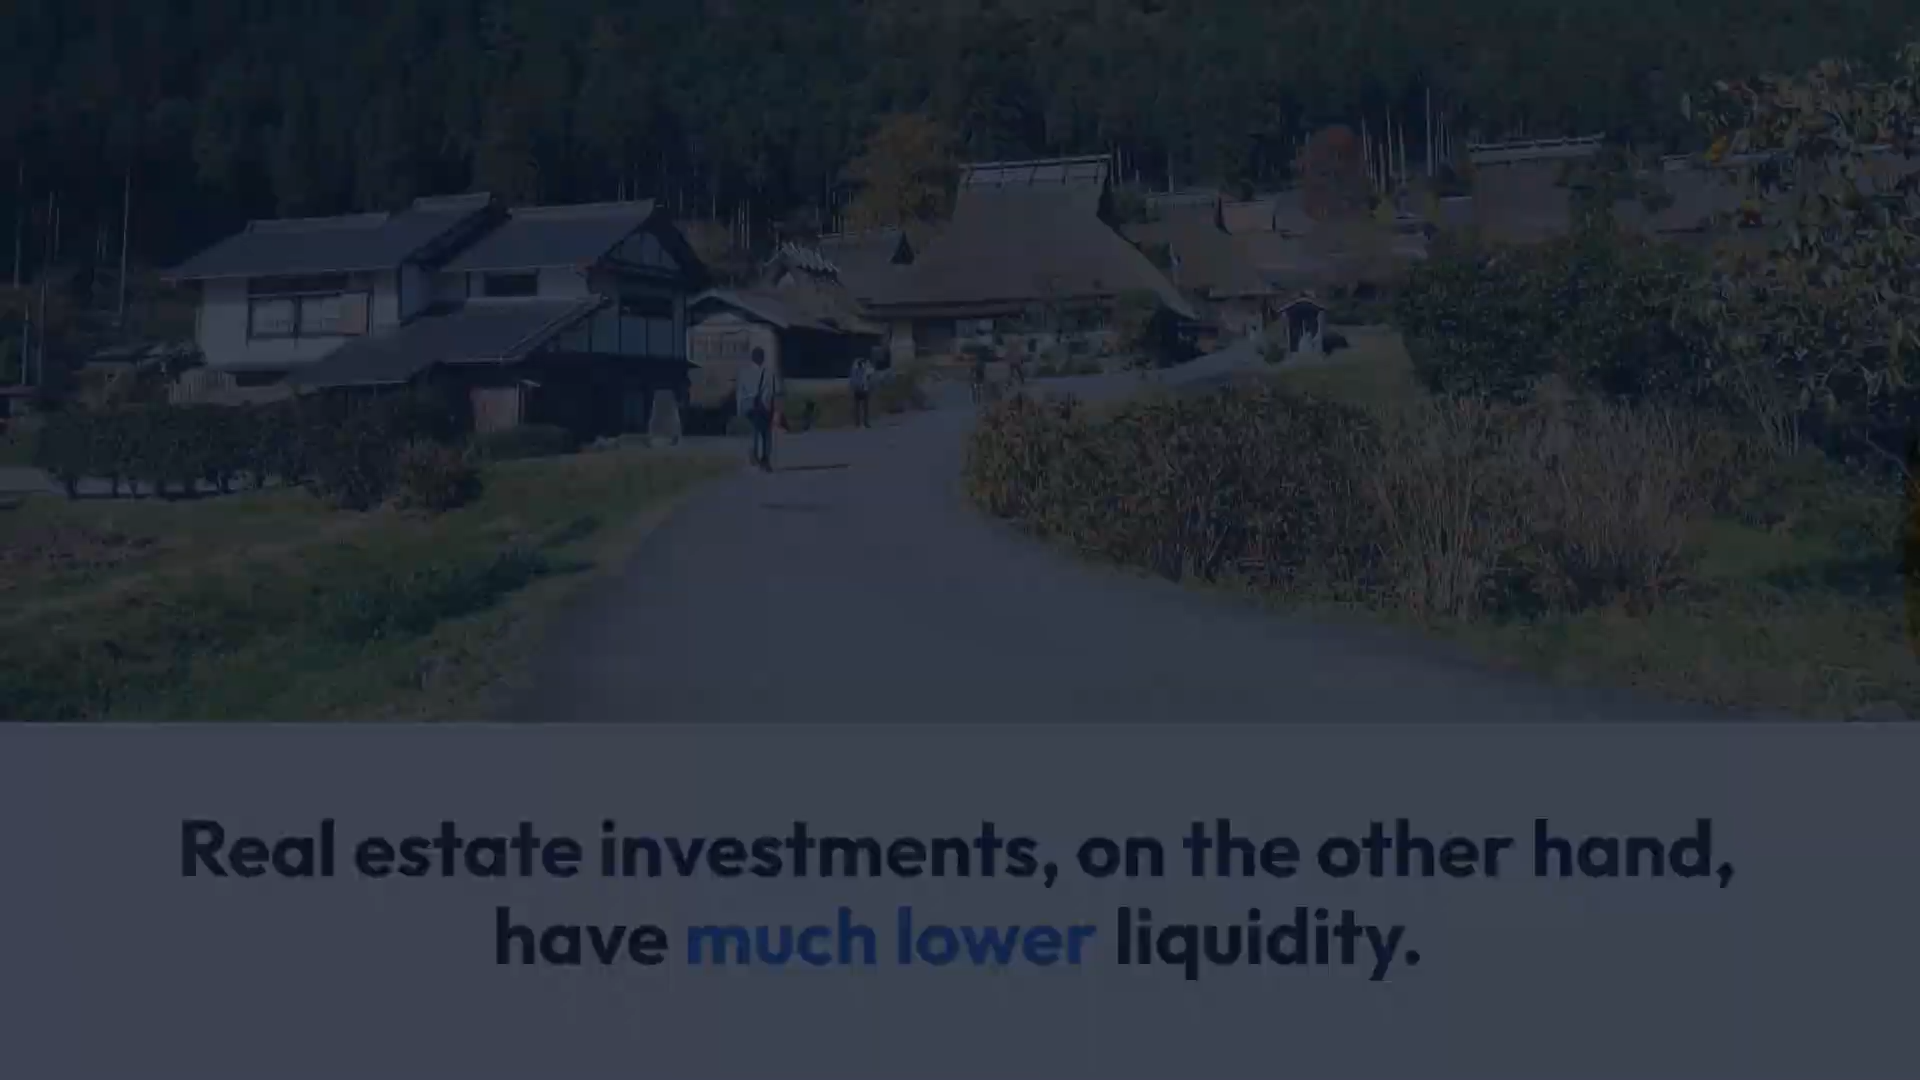 Real estate investments, on the other hand,
have much lower liquidity.